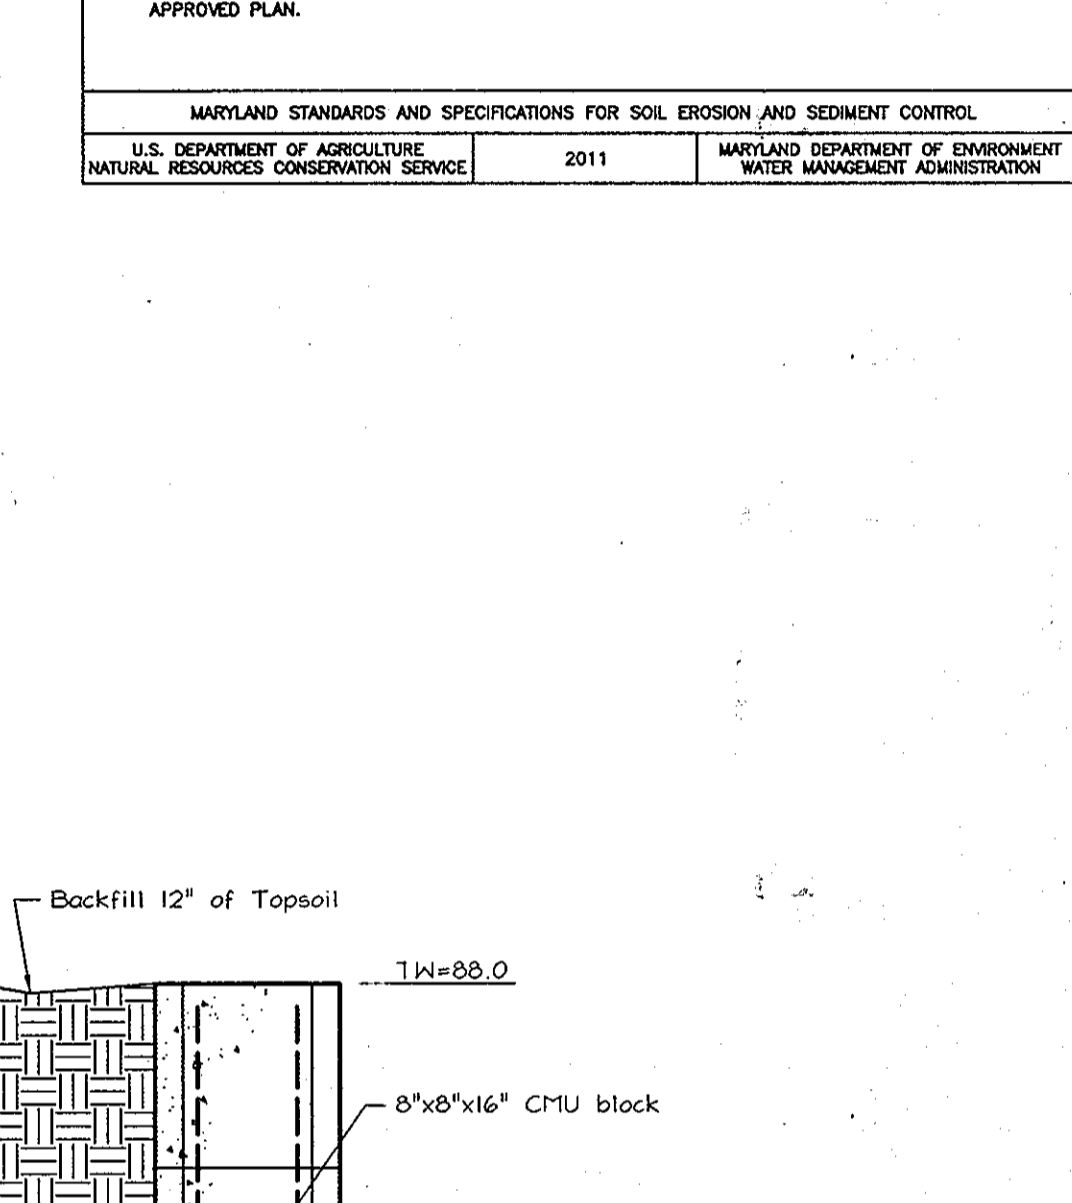 APPROVED PLAN.
MARYLAND STANDARDS AND SPECIFICATIONS FOR SOIL EROSION AND SEDIMENT CONTROL
U.S. DEPARTMENT OF AGRICULTURE
NATURAL RESOURCES CONSERVATION SERVICE
2011
MARYLAND DEPARTMENT OF ENVIRONMENT
WATER MANAGEMENT ADMINISTRATION
Backfill 12" of Topsoil
TW=88.0
8"x8"x16" CMU block